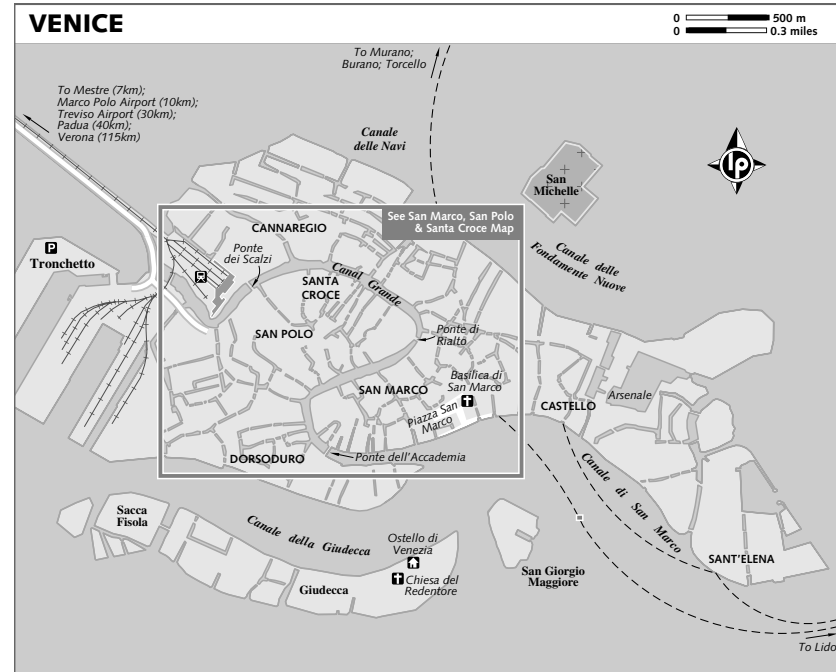 VENICE
0 500 m
0 0.3 miles
To Murano;
Burano; Torcello
To Mestre (7km);
Marco Polo Airport (10km);
Treviso Airport (30km);
Padua (40km);
Verona (115km)
Canale
delle Navi
San
Michelle
lp
See San Marco, San Polo
& Santa Croce Map
CANNAREGIO
P
Tronchetto
Ponte
dei Scalzi
Canale delle
Fondamente Nuove
SANTA
CROCE
Canal Grande
SAN POLO
Ponte di
Rialto
Basilica di
San Marco
SAN MARCO
Arsenale
CASTELLO
Piazza San
Marco
Ponte dell'Accademia
DORSODURO
Canale di San Marco
Sacca
Fisola
Canale della Giudecca
Ostello di
Venezia
SANT'ELENA
San Giorgio
Maggiore
Chiesa del
Redentore
Giudecca
To Lido